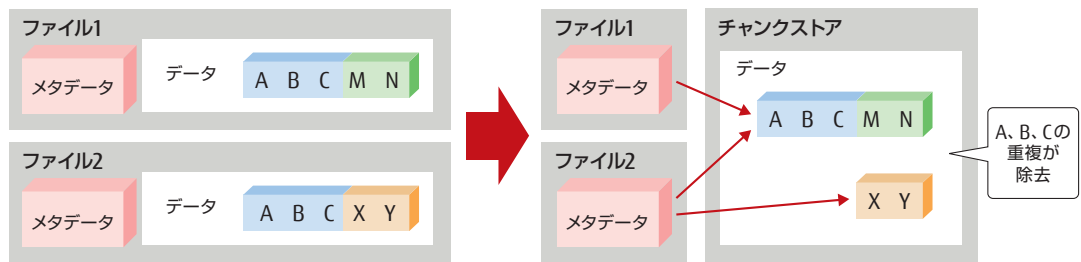 ファイル1
メタデータ
データ
A B C M N
ファイル2
メタデータ
データ
A B C X Y
ファイル1
メタデータ
ファイル2
メタデータ
チャンクストア
データ
A B C M N
X Y
A、B、Cの
重複が
除去